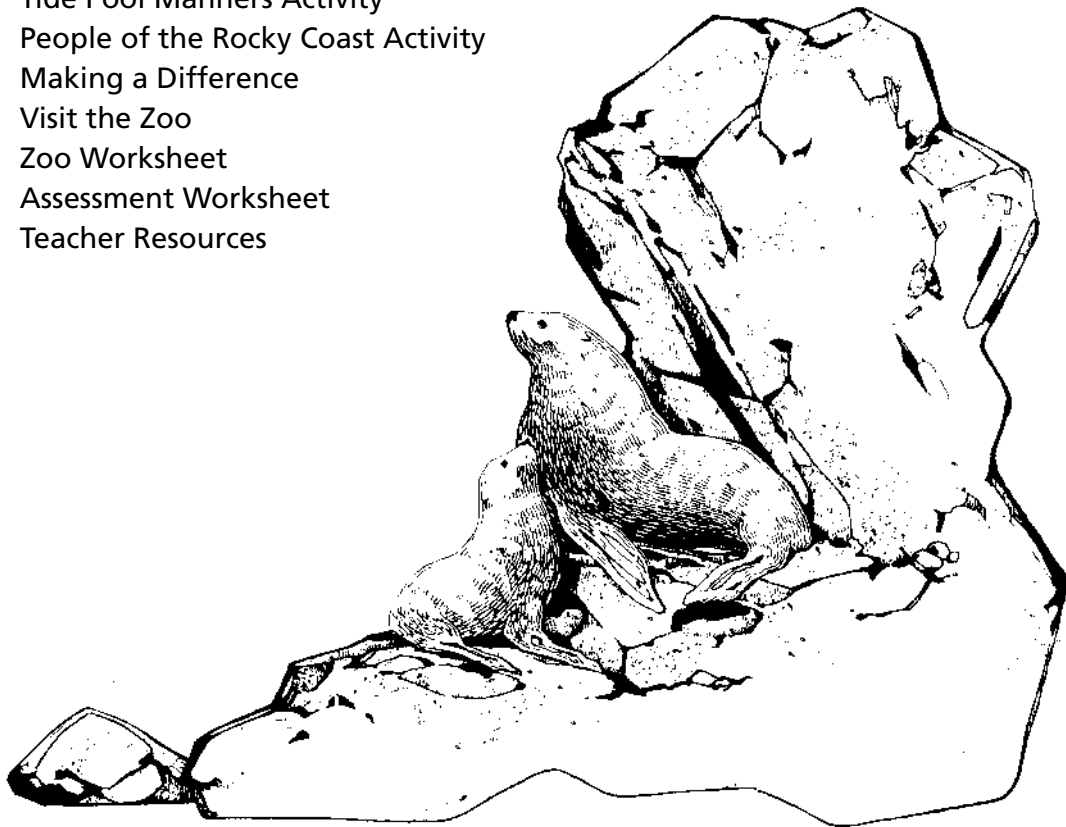 Tide Pool Manners Activity
People of the Rocky Coast Activity
Making a Difference
Visit the Zoo
Zoo Worksheet
Assessment Worksheet
Teacher Resources